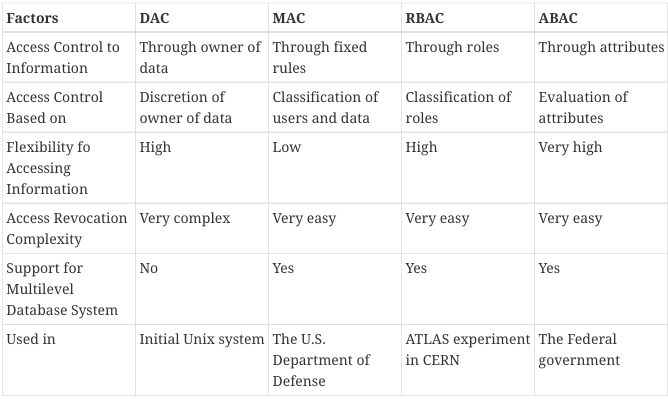 Factors DAC MAC RBAC ABAC
Access Control to Information Through owner of data Through fixed rules Through roles Through attributes
Access Control Based on Discretion of owner of data Classification of users and data Classification of roles Evaluation of attributes
Flexibility fo Accessing Information High Low High Very high
Access Revocation Complexity Very complex Very easy Very easy Very easy
Support for Multilevel Database System No Yes Yes Yes
Used in Initial Unix system The U.S. Department of Defense ATLAS experiment in CERN The Federal government